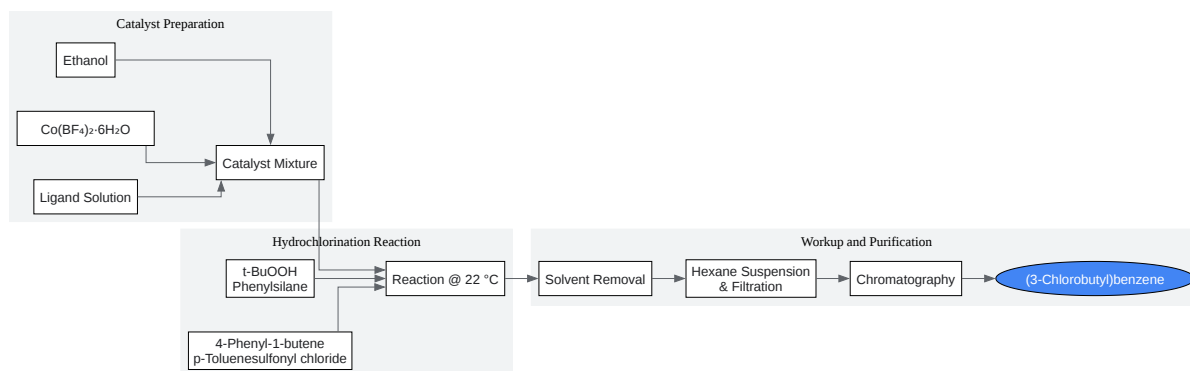 Catalyst Preparation
Ethanol
Co(BF₄)₂·6H₂O
Catalyst Mixture
Ligand Solution
Hydrochlorination Reaction
t-BuOOH
Phenylsilane
Reaction @ 22 °C
4-Phenyl-1-butene
p-Toluenesulfonyl chloride
Workup and Purification
Solvent Removal
Hexane Suspension
& Filtration
Chromatography
(3-Chlorobutyl)benzene